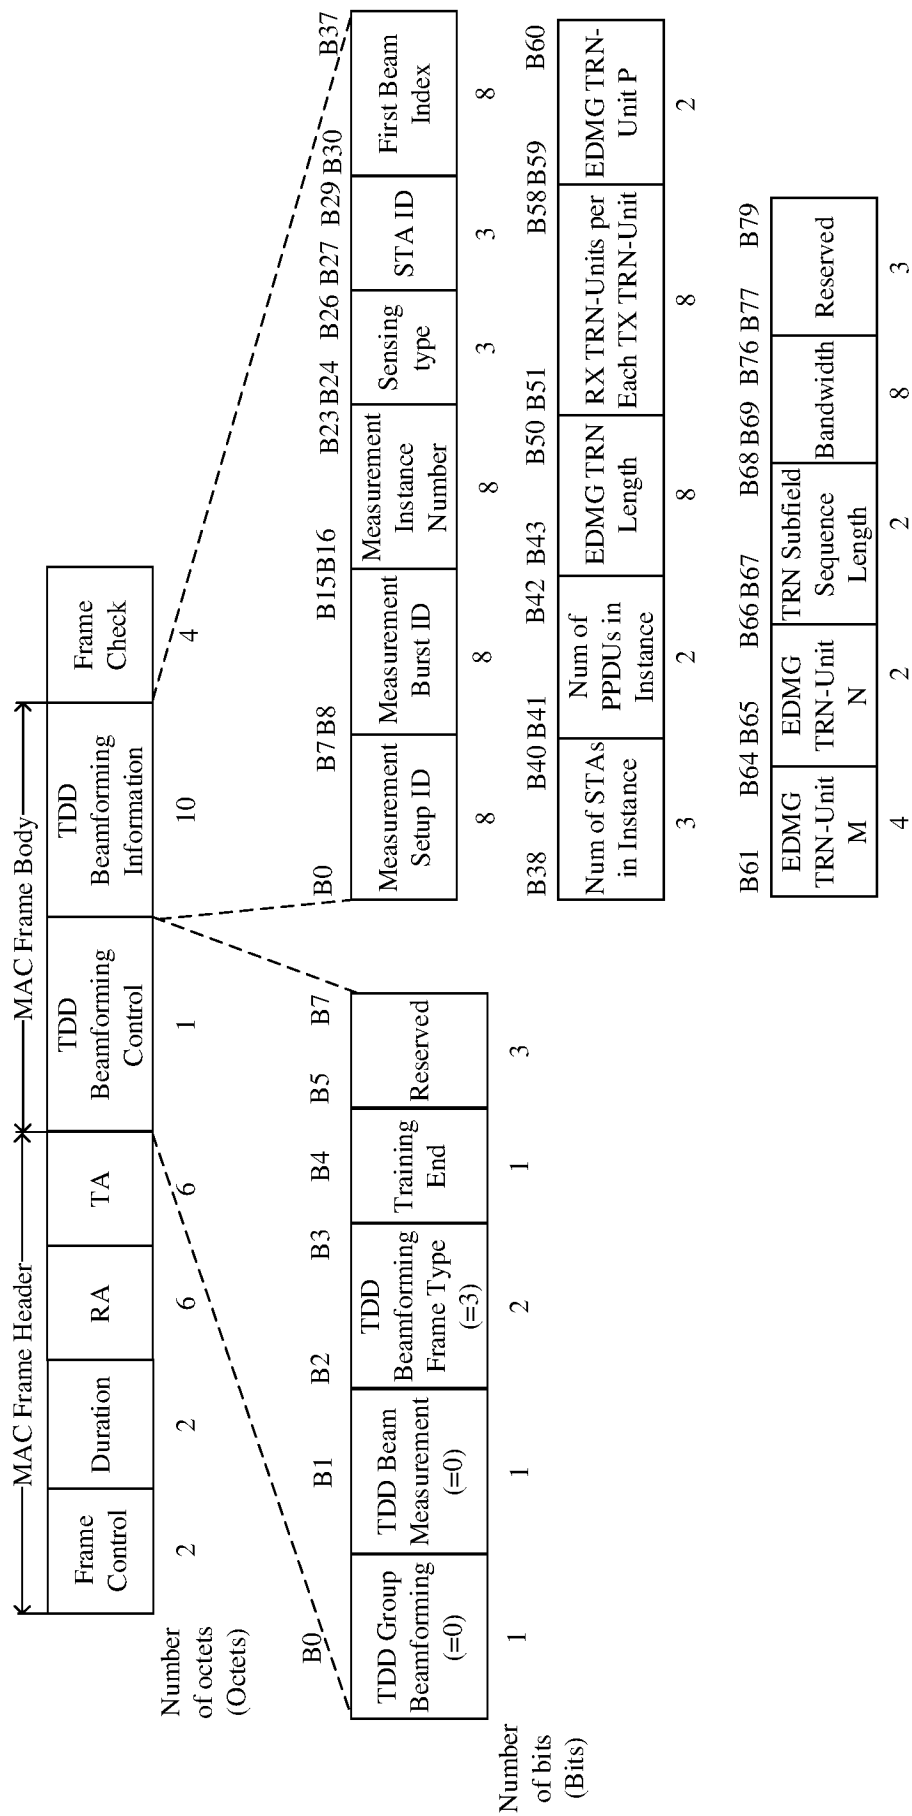 MAC Frame Header
MAC Frame Body
Frame
Control
Duration
RA
TA
TDD
Beamforming
Control
TDD
Beamforming
Information
Frame
Check
Number
of octets
(Octets)
2
2
6
6
1
10
4
B0
B1
B2
B3
B4
B5
B7
TDD Group
Beamforming
(=0)
TDD Beam
Measurement
(=0)
TDD
Beamforming
Frame Type
(=3)
Training
End
Reserved
Number
of bits
(Bits)
1
1
2
1
3
B0
B7
B8
B15
B16
B23
B24
B26
B27
B29
B30
B37
Measurement
Setup ID
Measurement
Burst ID
Measurement
Instance
Number
Sensing
type
STA ID
First Beam
Index
8
8
8
3
3
8
B38
B40
B41
B42
B43
B50
B51
B58
B59
B60
Num of STAs
in Instance
Num of
PPDUs in
Instance
EDMG TRN
Length
RX TRN-Units per
Each TX TRN-Unit
EDMG TRN-
Unit P
3
2
8
8
2
B61
B64
B65
B66
B67
B68
B69
B76
B77
B79
EDMG
TRN-Unit
M
EDMG
TRN-Unit
N
TRN Subfield
Sequence
Length
Bandwidth
Reserved
4
2
2
8
3